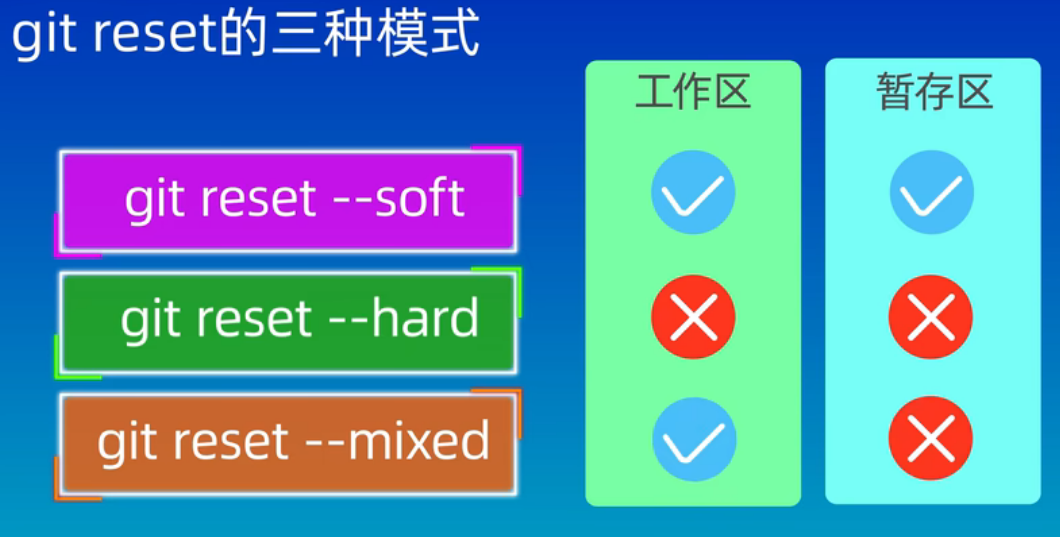 git reset的三种模式
工作区
暂存区
git reset --soft
git reset --hard
git reset --mixed